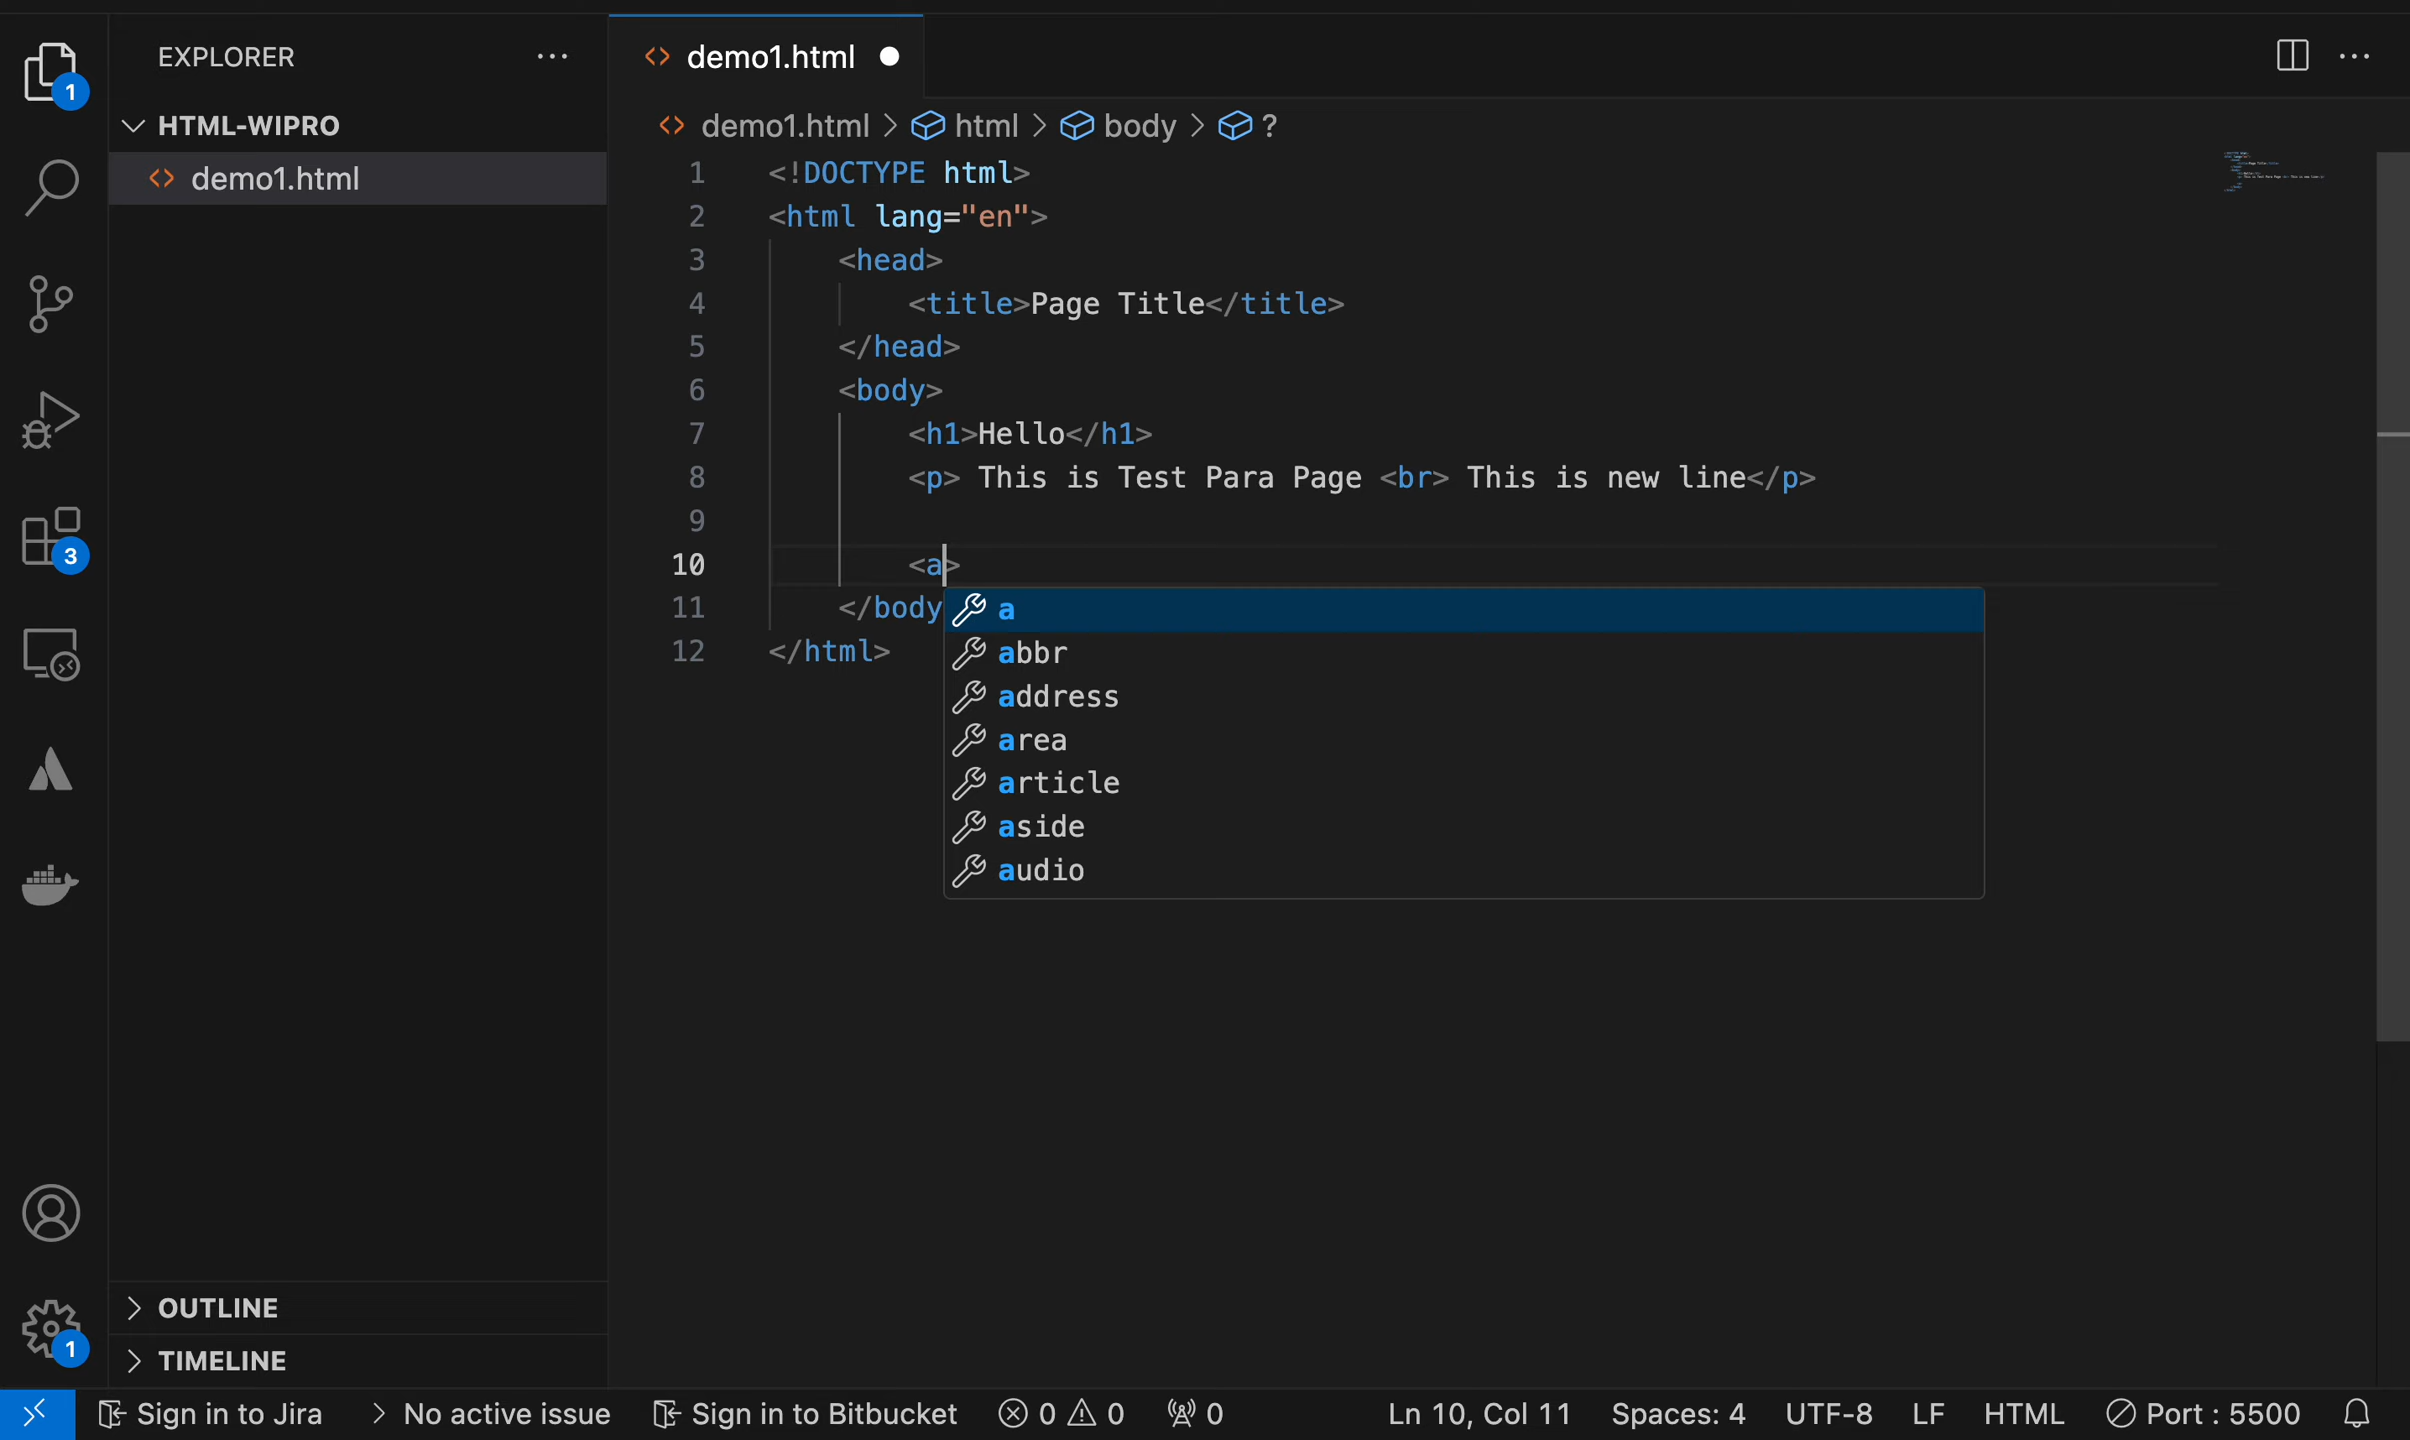 EXPLORER
1
HTML-WIPRO
demo1.html
demo1.html
demo1.html > html > body > ?
1 <!DOCTYPE html>
2 <html lang="en">
3 <head>
4 <title>Page Title</title>
5 </head>
6 <body>
7 <h1>Hello</h1>
8 <p> This is Test Para Page <br> This is new line</p>
9
10 <a>
11 </body
12 </html>
a
abbr
address
area
article
aside
audio
3
OUTLINE
1
TIMELINE
Sign in to Jira > No active issue Sign in to Bitbucket 0 0 0 Ln 10, Col 11 Spaces: 4 UTF-8 LF HTML Port : 5500